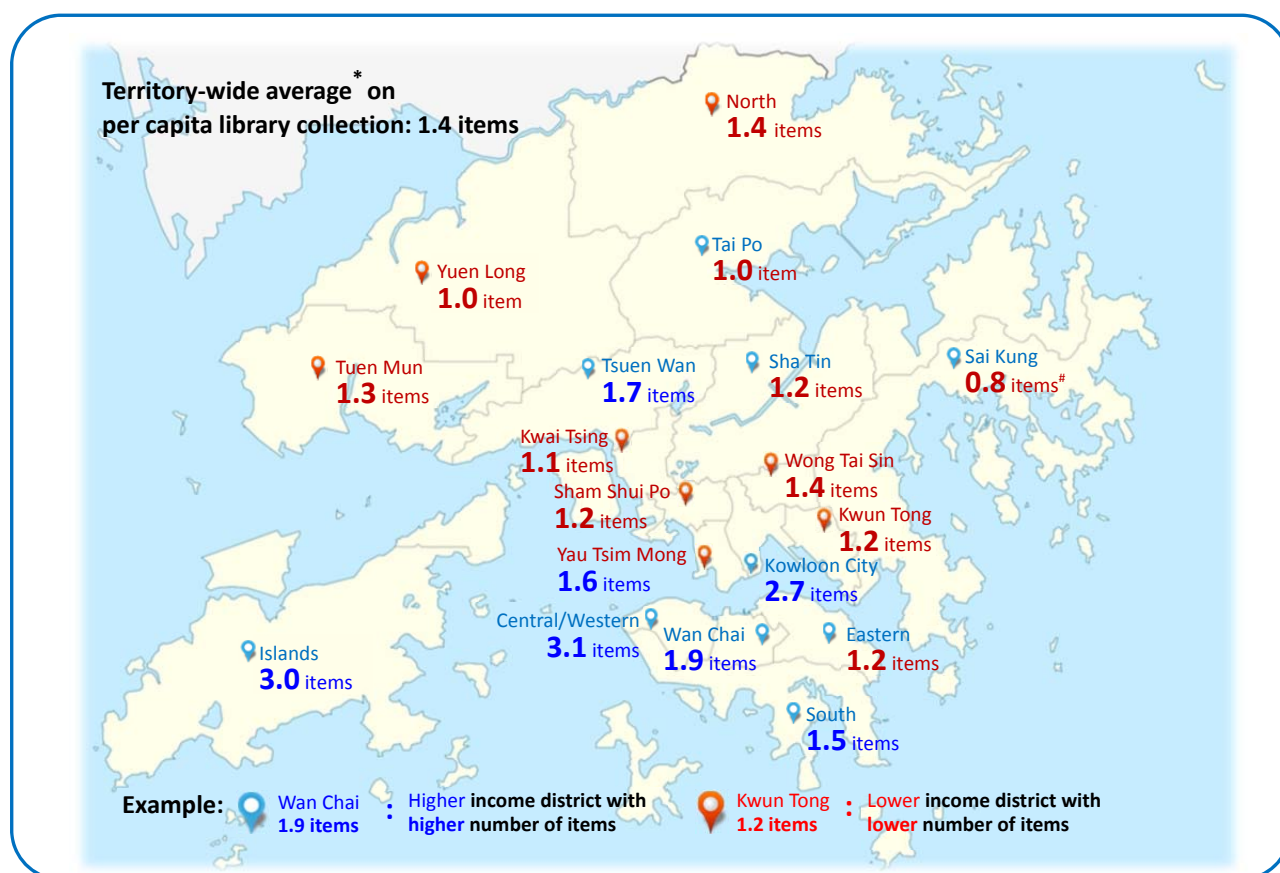 Territory-wide average* on
per capita library collection: 1.4 items
North
1.4 items
Tai Po
1.0 item
Yuen Long
1.0 item
Tuen Mun
1.3 items
Tsuen Wan
1.7 items
Sha Tin
1.2 items
Sai Kung
0.8 items#
Kwai Tsing
1.1 items
Wong Tai Sin
1.4 items
Sham Shui Po
1.2 items
Kwun Tong
1.2 items
Yau Tsim Mong
1.6 items
Kowloon City
2.7 items
Central/Western
3.1 items
Wan Chai
1.9 items
Eastern
1.2 items
Islands
3.0 items
South
1.5 items
Example:
Wan Chai
1.9 items
: Higher income district with
higher number of items
Kwun Tong
1.2 items
: Lower income district with
lower number of items